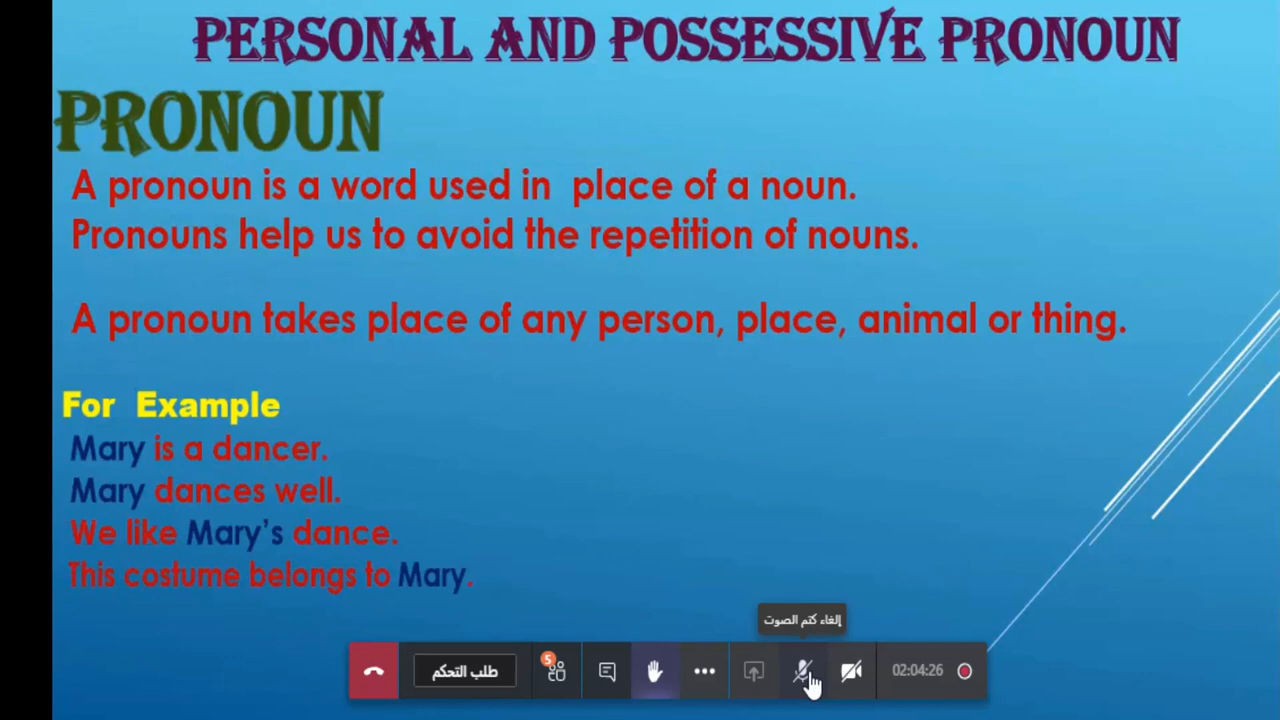 PERSONAL AND POSSESSIVE PRONOUN
PRONOUN
A pronoun is a word used in place of a noun.
Pronouns help us to avoid the repetition of nouns.
A pronoun takes place of any person, place, animal or thing.
For Example
Mary is a dancer.
Mary dances well.
We like Mary's dance.
This costume belongs to Mary.
إلغاء كتم الصوت
طلب التحكم
5
02:04:26